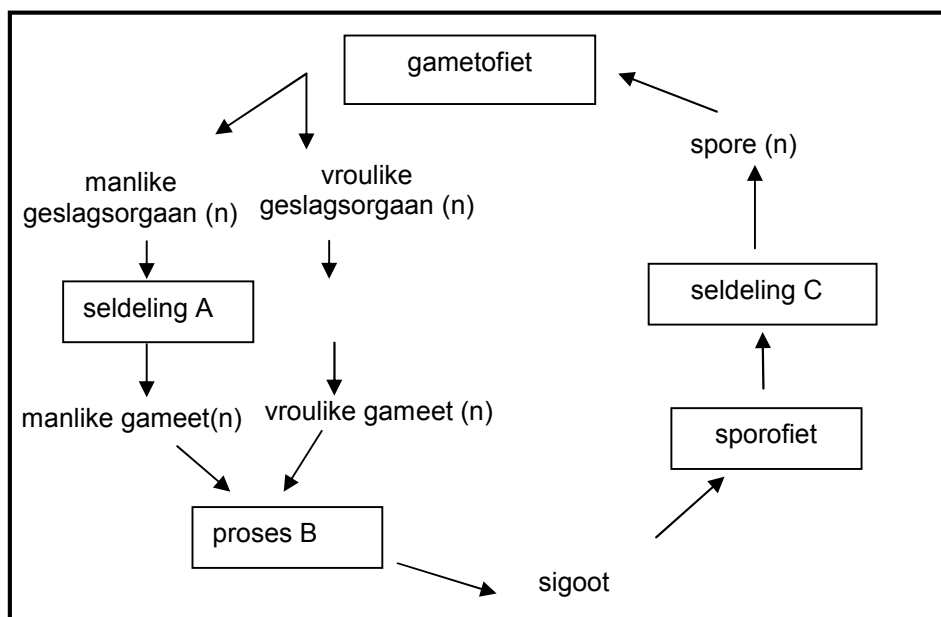 gametofiet
spore (n)
manlike
geslagsorgaan (n)
vroulike
geslagsorgaan (n)
seldeling A
seldeling C
manlike gameet(n)
vroulike gameet (n)
sporofiet
proses B
sigoot